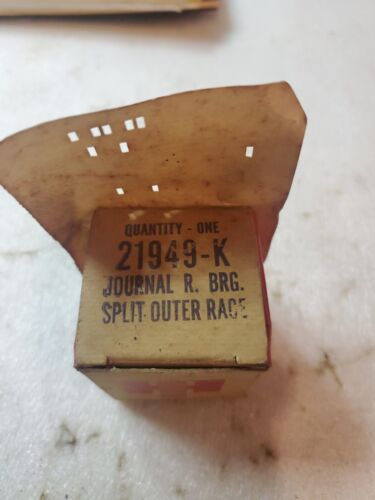 QUANTITY - ONE
21949-K
JOURNAL R. BRG.
SPLIT OUTER RACE